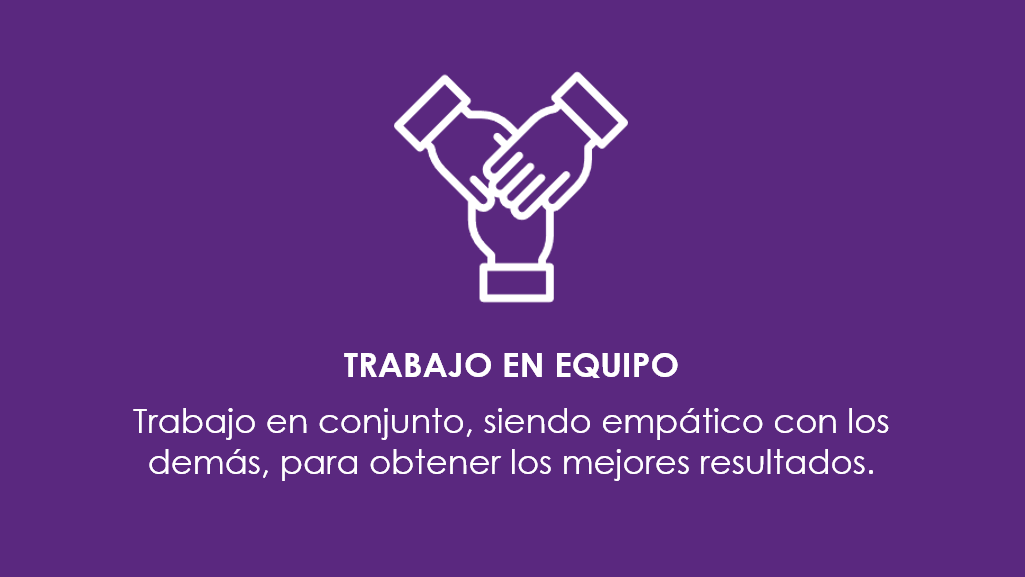 TRABAJO EN EQUIPO
Trabajo en conjunto, siendo empático con los
demás, para obtener los mejores resultados.